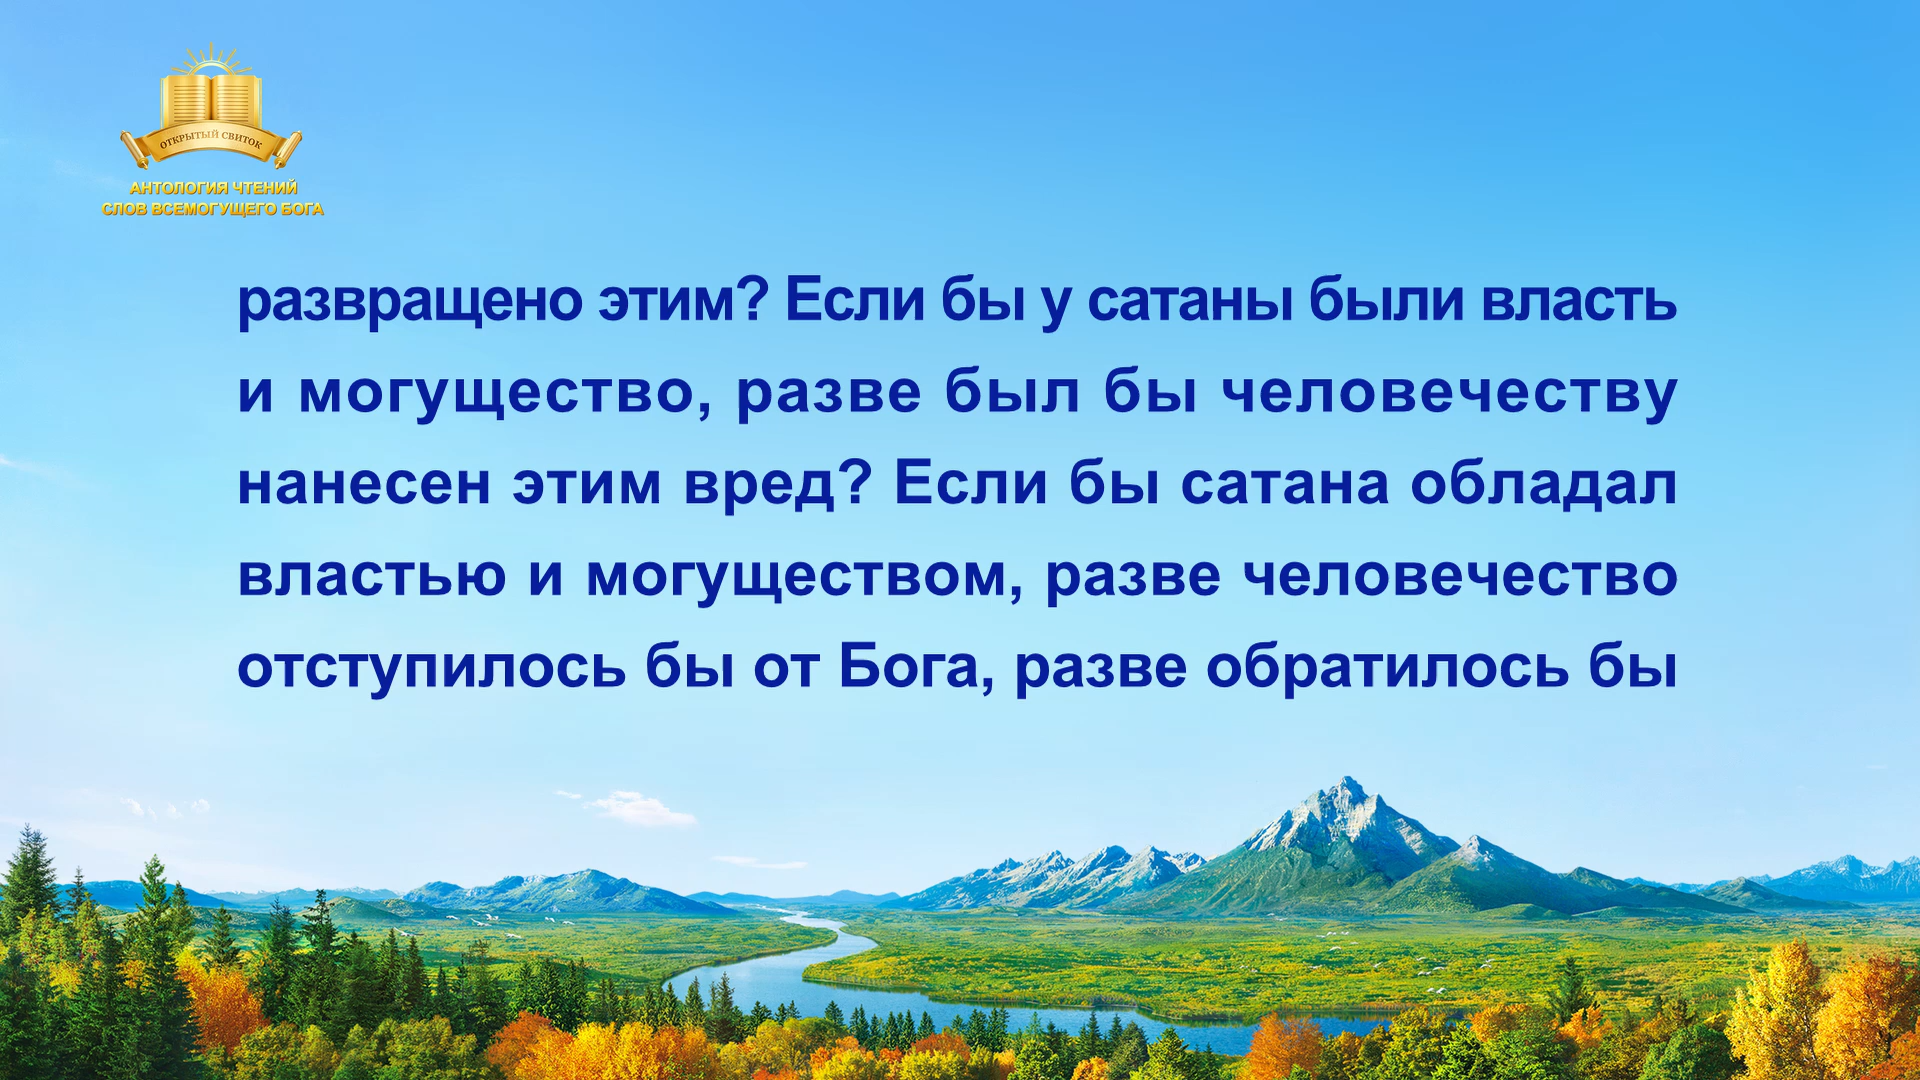 ОТКРЫТЫЙ СВИТОК
АНТОЛОГИЯ ЧТЕНИЙ
СЛОВ ВСЕМОГУЩЕГО БОГА
развращено этим? Если бы у сатаны были власть
и могущество, разве был бы человечеству
нанесен этим вред? Если бы сатана обладал
властью и могуществом, разве человечество
отступилось бы от Бога, разве обратилось бы